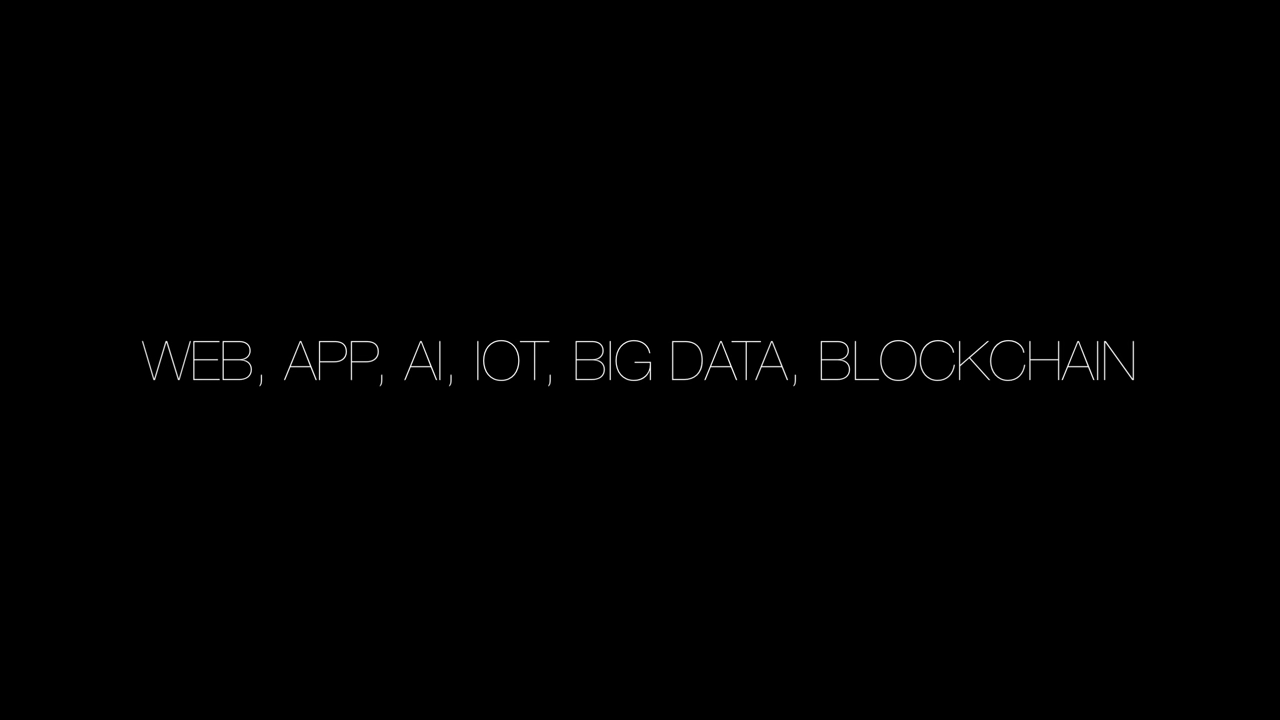 WEB, APP, AI, IOT, BIG DATA, BLOCKCHAIN